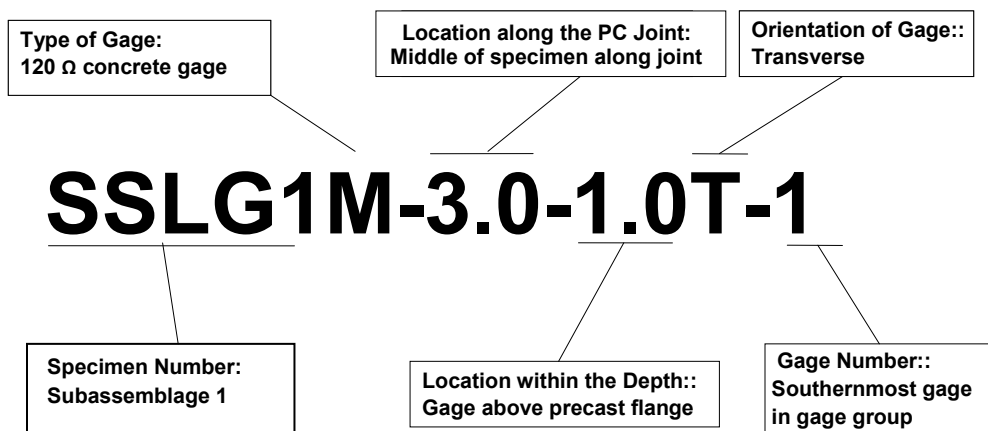 Type of Gage:
120 Ω concrete gage
Location along the PC Joint:
Middle of specimen along joint
Orientation of Gage::
Transverse
SSLG1M-3.0-1.0T-1
Specimen Number:
Subassemblage 1
Location within the Depth::
Gage above precast flange
Gage Number::
Southernmost gage
in gage group